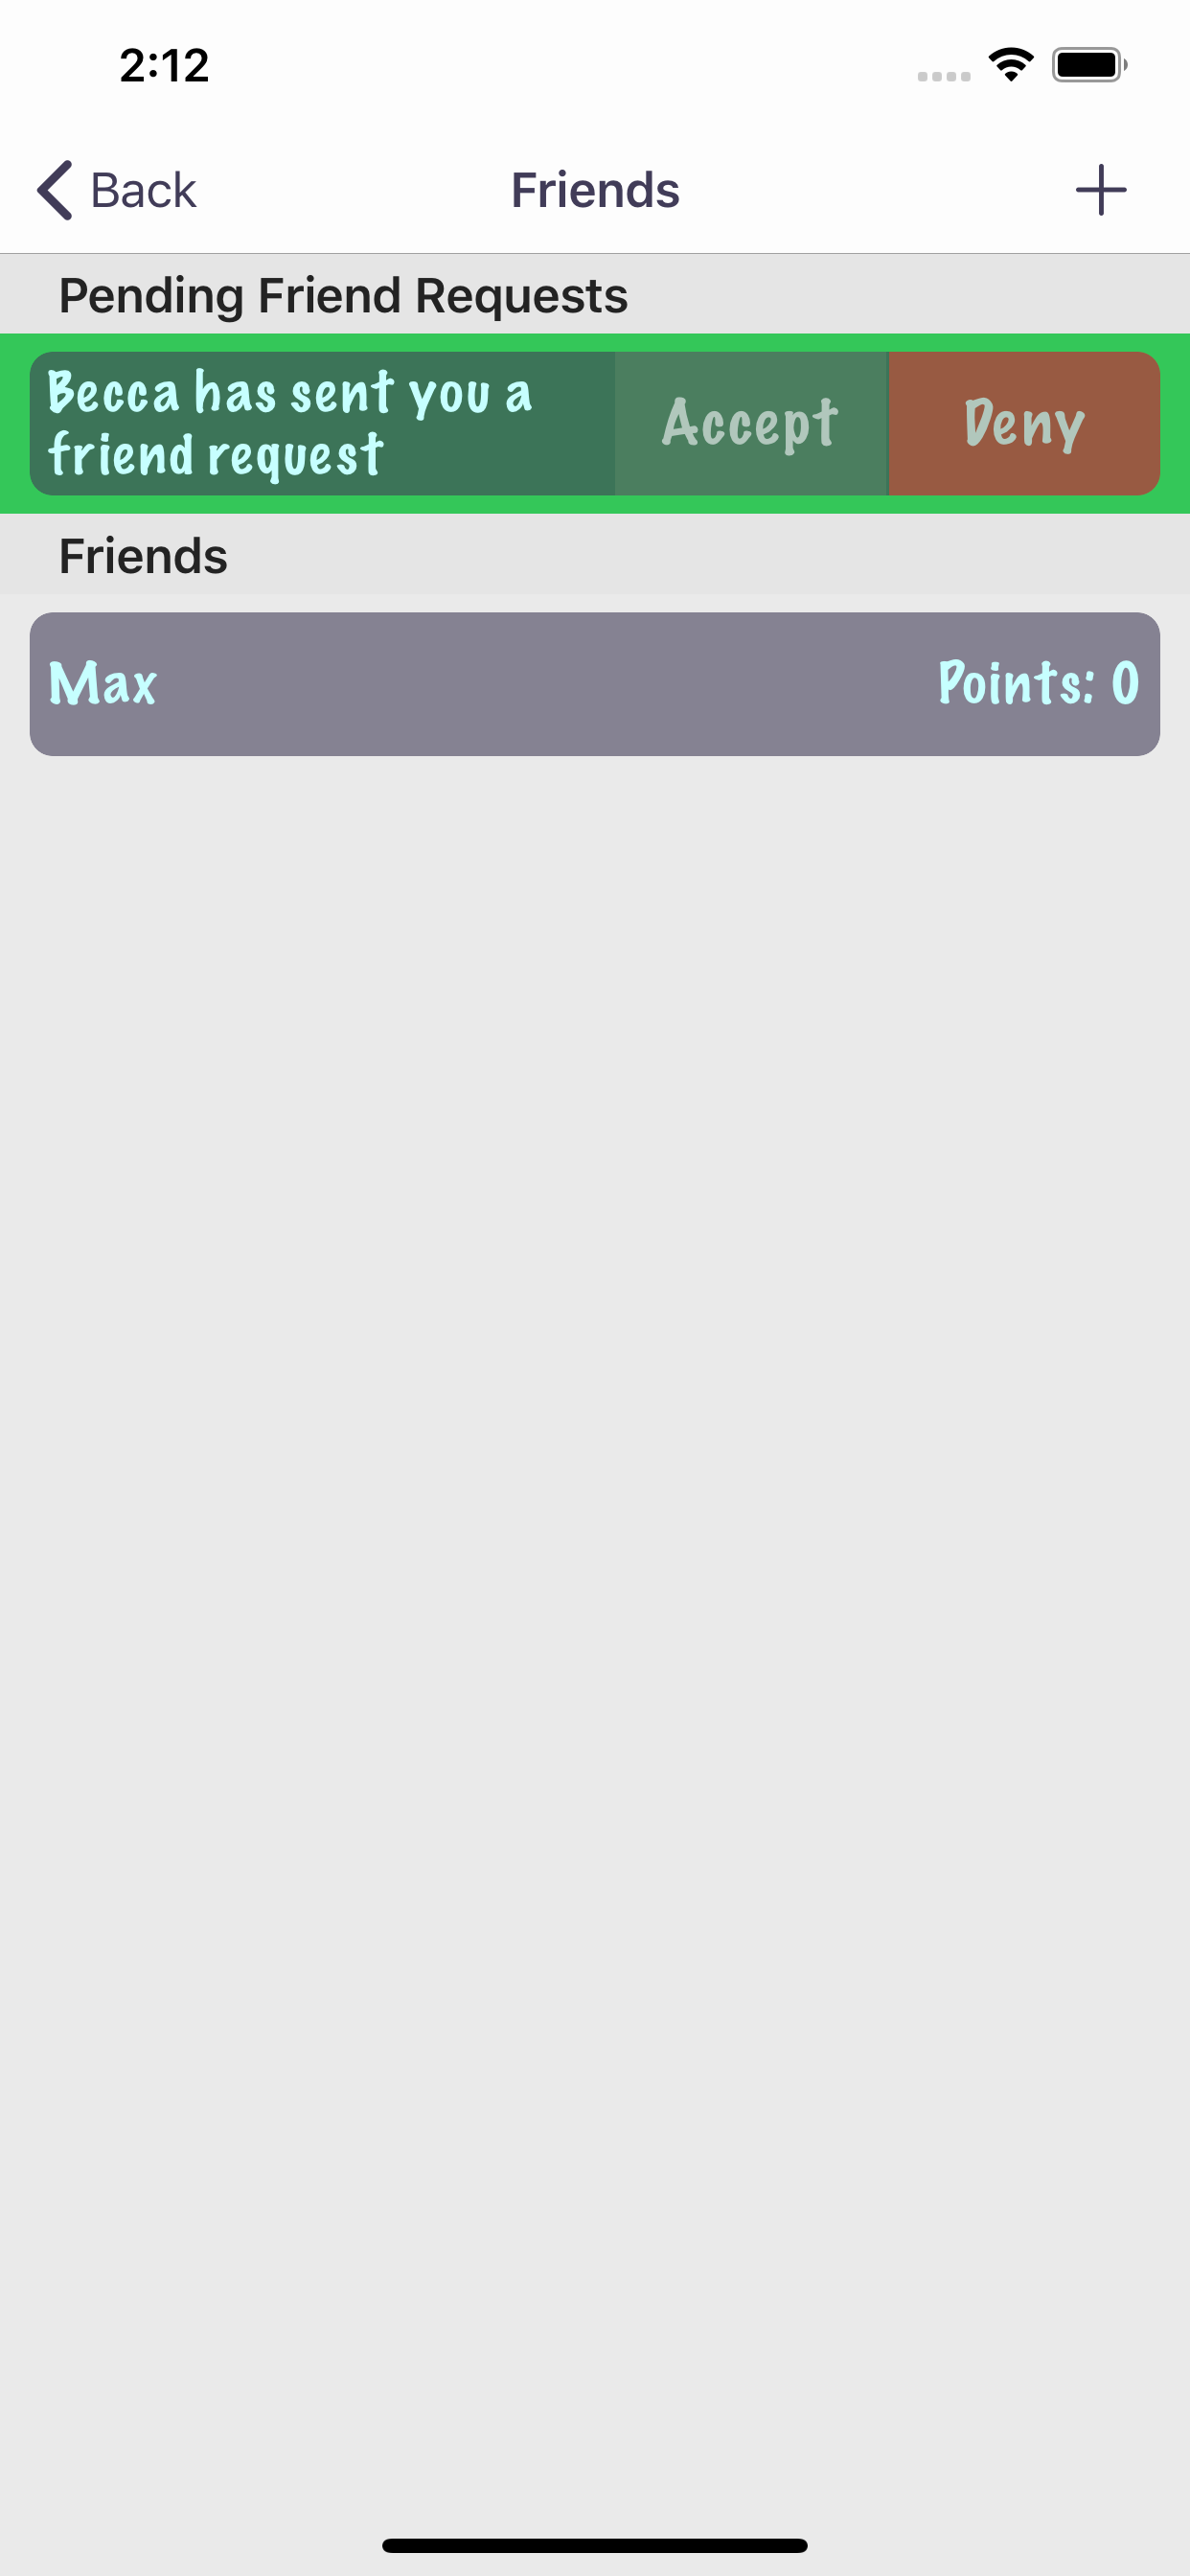 2:12
Back
Friends
Pending Friend Requests
Becca has sent you a
friend request
Accept
Deny
Friends
Max
Points: 0